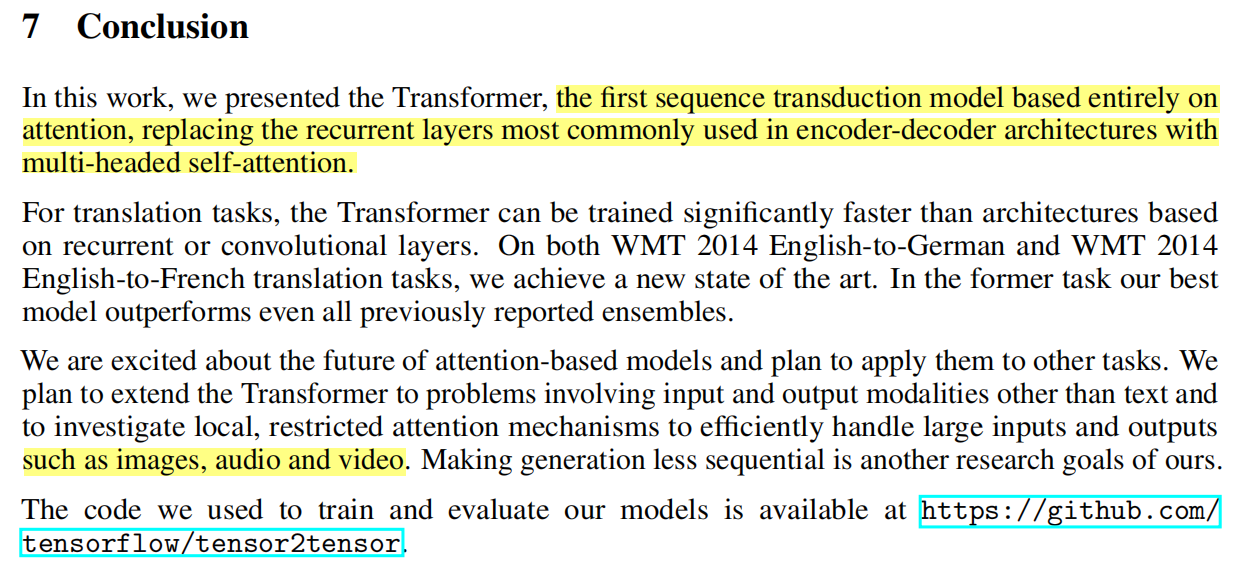 7 Conclusion
In this work, we presented the Transformer, the first sequence transduction model based entirely on
attention, replacing the recurrent layers most commonly used in encoder-decoder architectures with
multi-headed self-attention.
For translation tasks, the Transformer can be trained significantly faster than architectures based
on recurrent or convolutional layers. On both WMT 2014 English-to-German and WMT 2014
English-to-French translation tasks, we achieve a new state of the art. In the former task our best
model outperforms even all previously reported ensembles.
We are excited about the future of attention-based models and plan to apply them to other tasks. We
plan to extend the Transformer to problems involving input and output modalities other than text and
to investigate local, restricted attention mechanisms to efficiently handle large inputs and outputs
such as images, audio and video. Making generation less sequential is another research goals of ours.
The code we used to train and evaluate our models is available at https://github.com/
tensorflow/tensor2tensor.